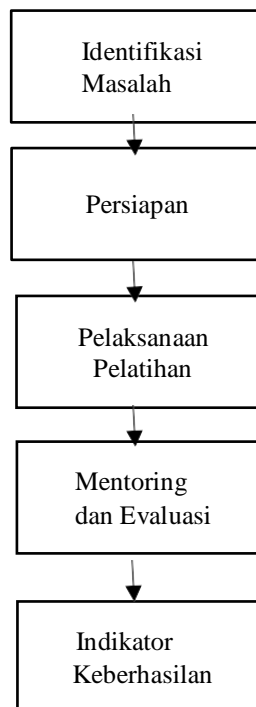 Identifikasi
Masalah
Persiapan
Pelaksanaan
Pelatihan
Mentoring
dan Evaluasi
Indikator
Keberhasilan